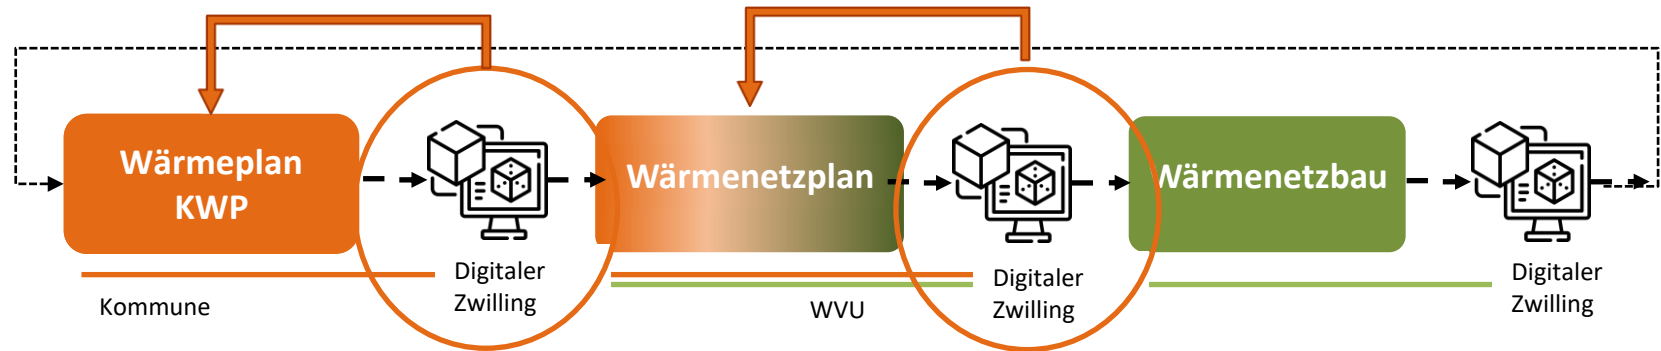 Wärmeplan
KWP
Wärmenetzplan
Wärmenetzbau
Digitaler
Zwilling
Digitaler
Zwilling
Digitaler
Zwilling
Kommune
WVU